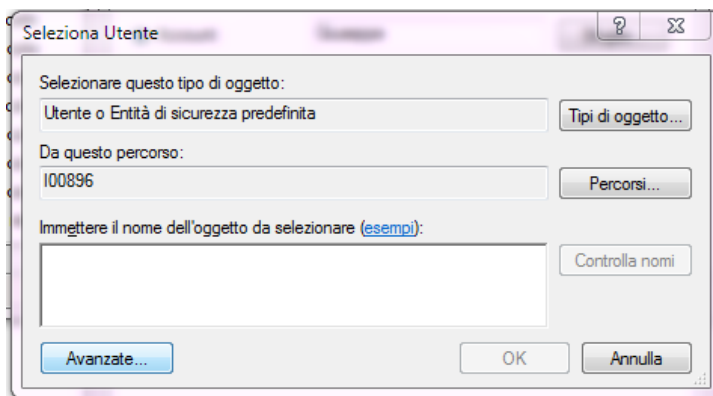 Seleziona Utente
Selezionare questo tipo di oggetto:
Utente o Entità di sicurezza predefinita
Tipi di oggetto...
Da questo percorso:
I00896
Percorsi...
Immettere il nome dell'oggetto da selezionare (esempi):
Controlla nomi
Avanzate...
OK
Annulla